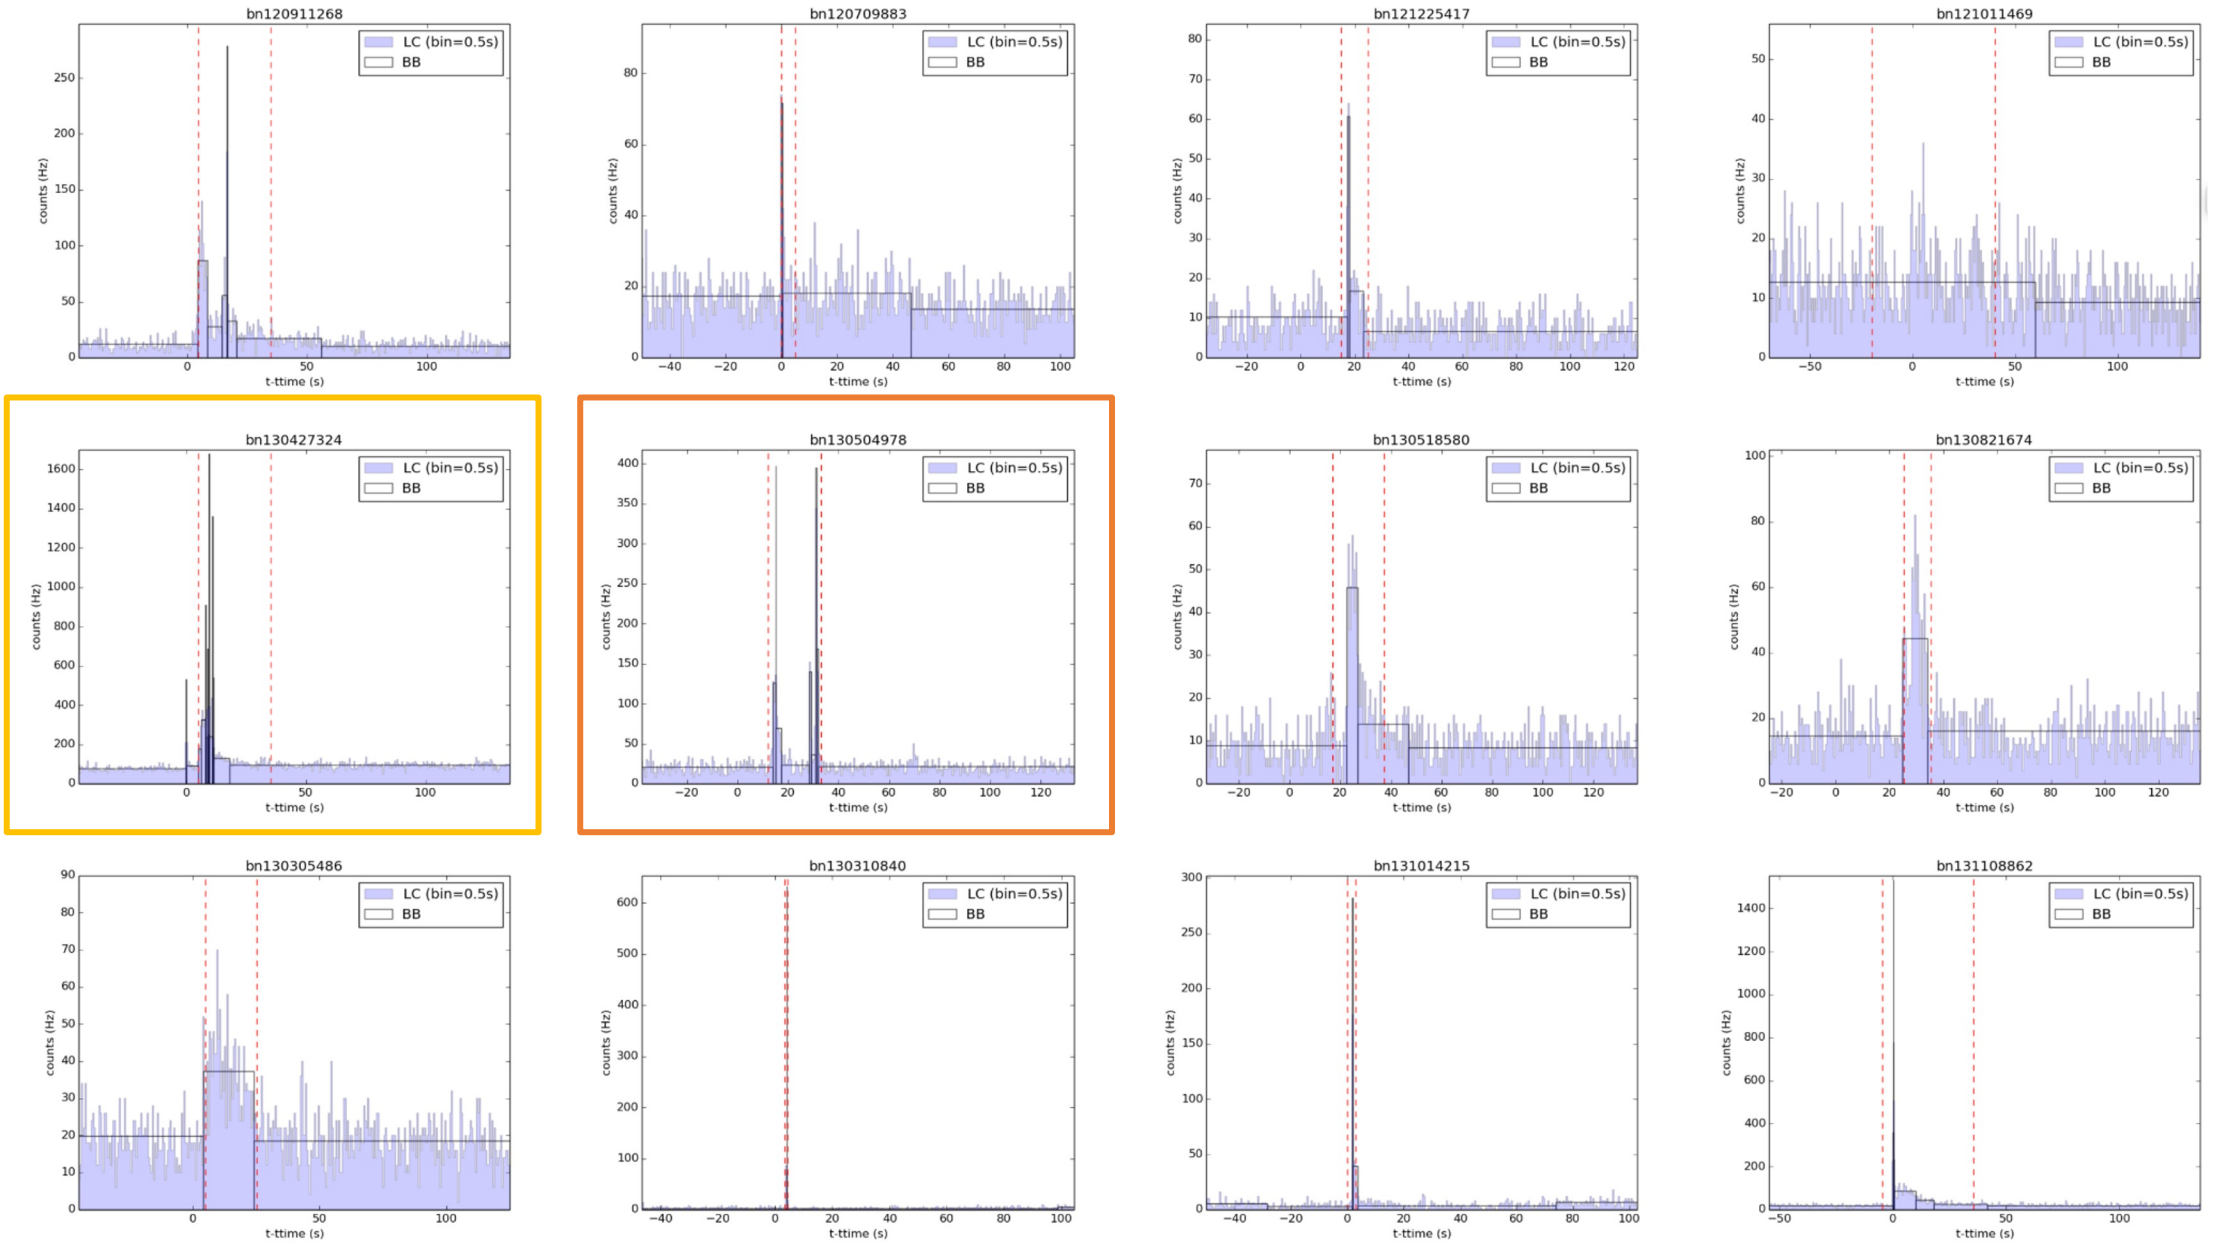 bn120911268
LC (bin=0.5s)
BB
counts (Hz)
250
200
150
100
50
0
0 50 100
t-ttime (s)
bn120709883
LC (bin=0.5s)
BB
counts (Hz)
80
60
40
20
0
−40 −20 0 20 40 60 80 100
t-ttime (s)
bn121225417
LC (bin=0.5s)
BB
counts (Hz)
80
70
60
50
40
30
20
10
0
−20 0 20 40 60 80 100 120
t-ttime (s)
bn121011469
LC (bin=0.5s)
BB
counts (Hz)
50
40
30
20
10
0
−50 0 50 100
t-ttime (s)
bn130427324
LC (bin=0.5s)
BB
counts (Hz)
1600
1400
1200
1000
800
600
400
200
0
0 50 100
t-ttime (s)
bn130504978
LC (bin=0.5s)
BB
counts (Hz)
400
350
300
250
200
150
100
50
0
−20 0 20 40 60 80 100 120
t-ttime (s)
bn130518580
LC (bin=0.5s)
BB
counts (Hz)
70
60
50
40
30
20
10
0
−20 0 20 40 60 80 100 120
t-ttime (s)
bn130821674
LC (bin=0.5s)
BB
counts (Hz)
100
80
60
40
20
0
−20 0 20 40 60 80 100 120
t-ttime (s)
bn130305486
LC (bin=0.5s)
BB
counts (Hz)
90
80
70
60
50
40
30
20
10
0
0 50 100
t-ttime (s)
bn130310840
LC (bin=0.5s)
BB
counts (Hz)
600
500
400
300
200
100
0
−40 −20 0 20 40 60 80 100
t-ttime (s)
bn131014215
LC (bin=0.5s)
BB
counts (Hz)
300
250
200
150
100
50
0
−40 −20 0 20 40 60 80 100
t-ttime (s)
bn131108862
LC (bin=0.5s)
BB
counts (Hz)
1400
1200
1000
800
600
400
200
0
−50 0 50 100
t-ttime (s)